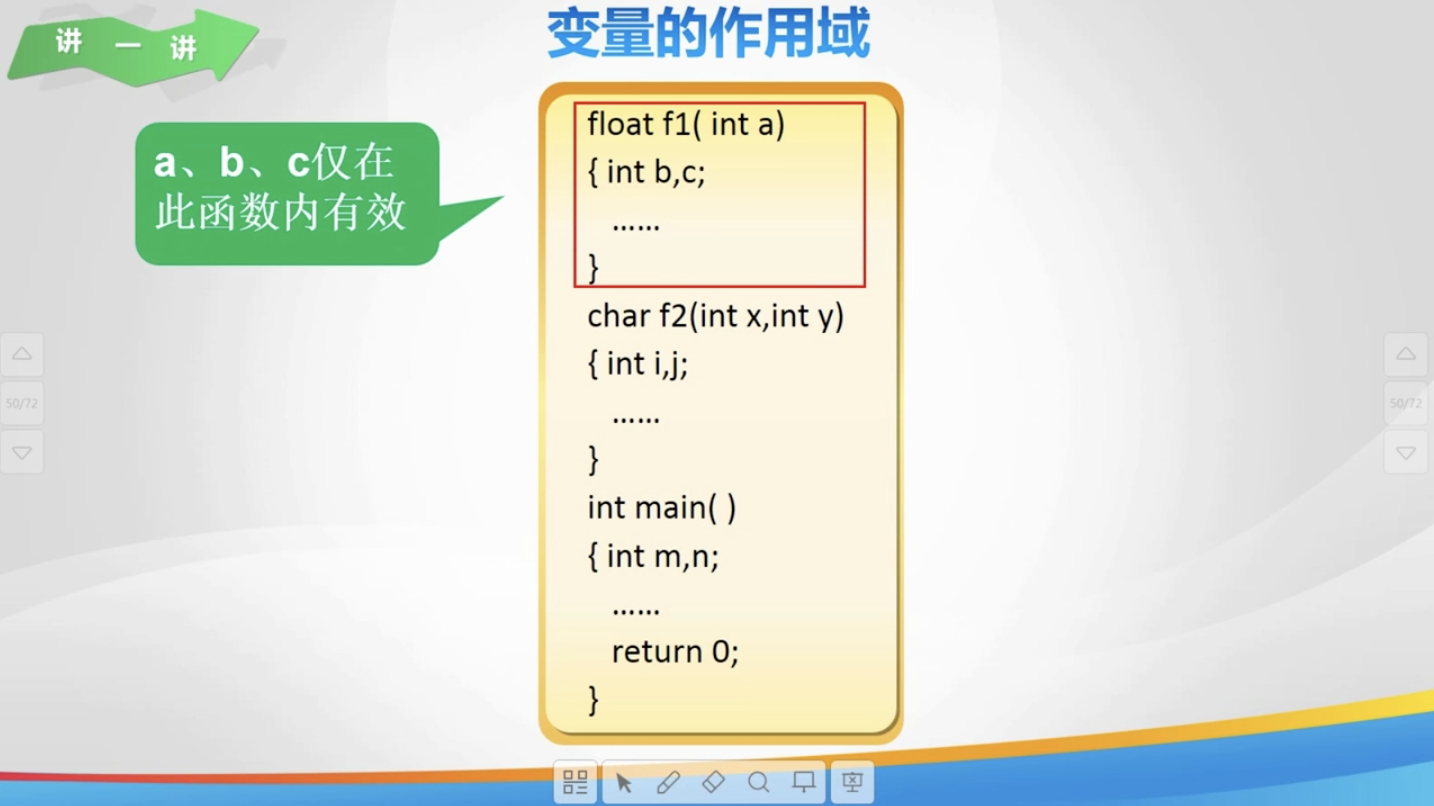 讲一讲
变量的作用域
a、b、c仅在
此函数内有效
float f1( int a)
{ int b,c;
……
}
char f2(int x,int y)
{ int i,j;
……
}
int main( )
{ int m,n;
……
return 0;
}
50/72
50/72